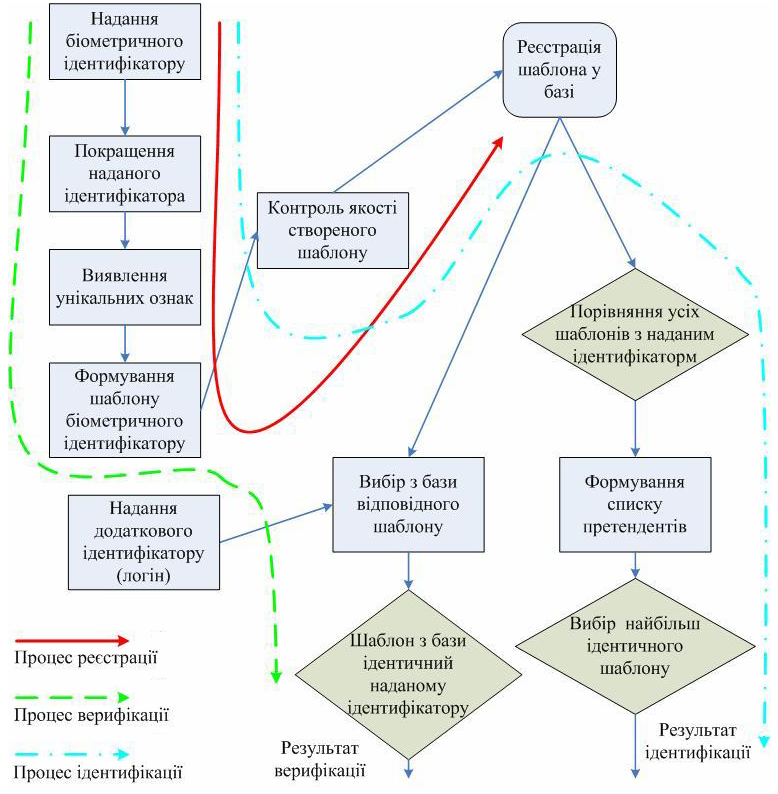 Надання
біометричного
ідентифікатору
Покращення
наданого
ідентифікатора
Виявлення
унікальних ознак
Формування
шаблону
біометричного
ідентифікатору
Контроль якості
створеного
шаблону
Реєстрація
шаблона у
базі
Порівняння усіх
шаблонів з наданим
ідентифікаторм
Надання
додаткового
ідентифікатору
(логін)
Вибір з бази
відповідного
шаблону
Формування
списку
претендентів
Шаблон з бази
ідентичний
наданому
ідентифікатору
Вибір найбільш
ідентичного
шаблону
Результат
верифікації
Результат
ідентифікації
Процес реєстрації
Процес верифікації
Процес ідентифікації